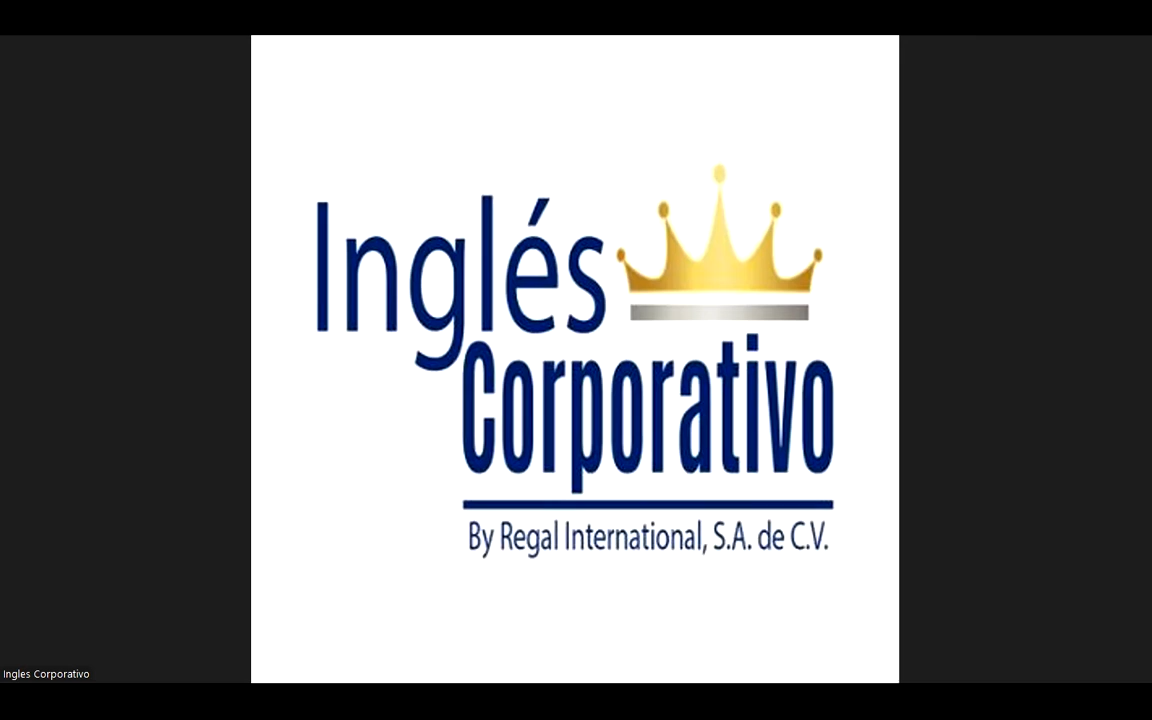 Inglés
Corporativo
By Regal International, S.A. de C.V.
Ingles Corporativo